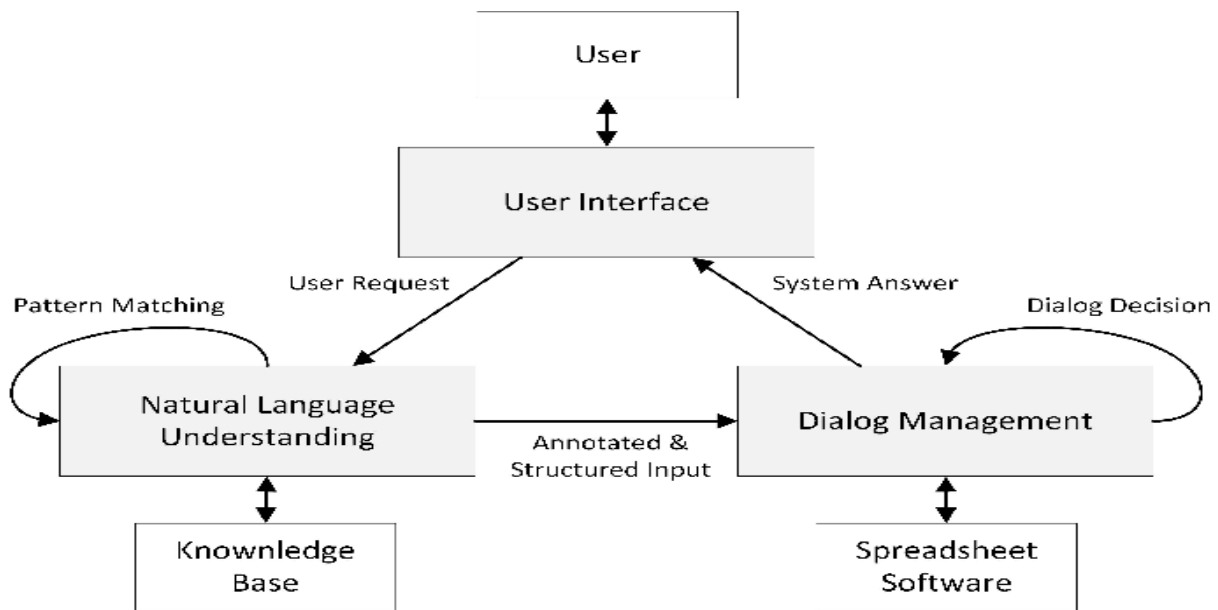 User
User Interface
User Request
System Answer
Pattern Matching
Dialog Decision
Natural Language
Understanding
Dialog Management
Annotated &
Structured Input
Knownledge
Base
Spreadsheet
Software